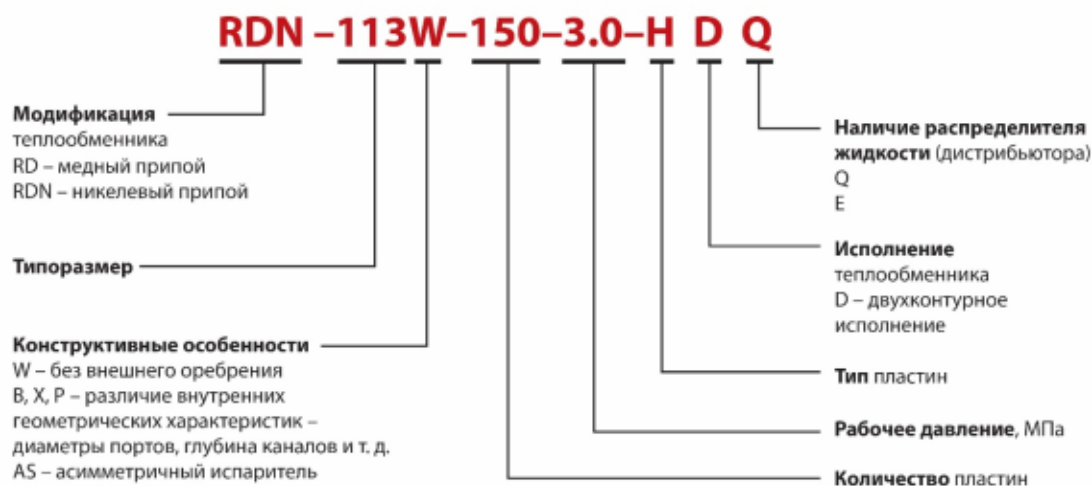 RDN –113W–150–3.0–H D Q
Модификация
теплообменника
RD – медный припой
RDN – никелевый припой
Типоразмер
Конструктивные особенности
W – без внешнего оребрения
B, X, P – различие внутренних
геометрических характеристик –
диаметры портов, глубина каналов и т. д.
AS – асимметричный испаритель
Наличие распределителя
жидкости (дистрибьютора)
Q
E
Исполнение
теплообменника
D – двухконтурное
исполнение
Тип пластин
Рабочее давление, МПа
Количество пластин